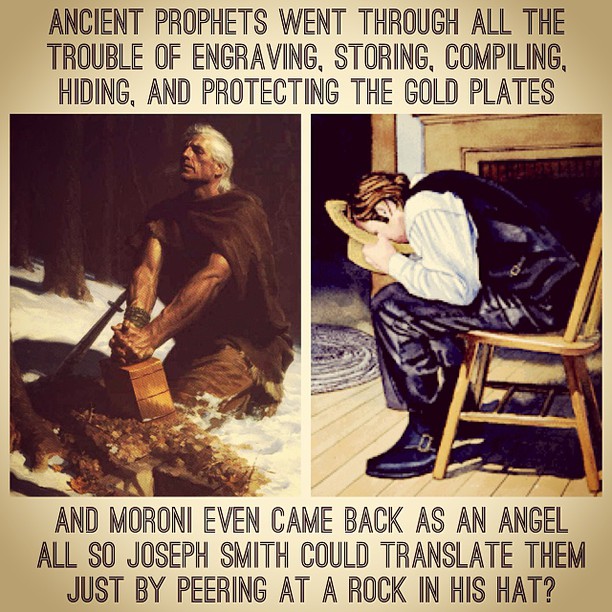 ANCIENT PROPHETS WENT THROUGH ALL THE
TROUBLE OF ENGRAVING, STORING, COMPILING,
HIDING, AND PROTECTING THE GOLD PLATES
AND MORONI EVEN CAME BACK AS AN ANGEL
ALL SO JOSEPH SMITH COULD TRANSLATE THEM
JUST BY PEERING AT A ROCK IN HIS HAT?